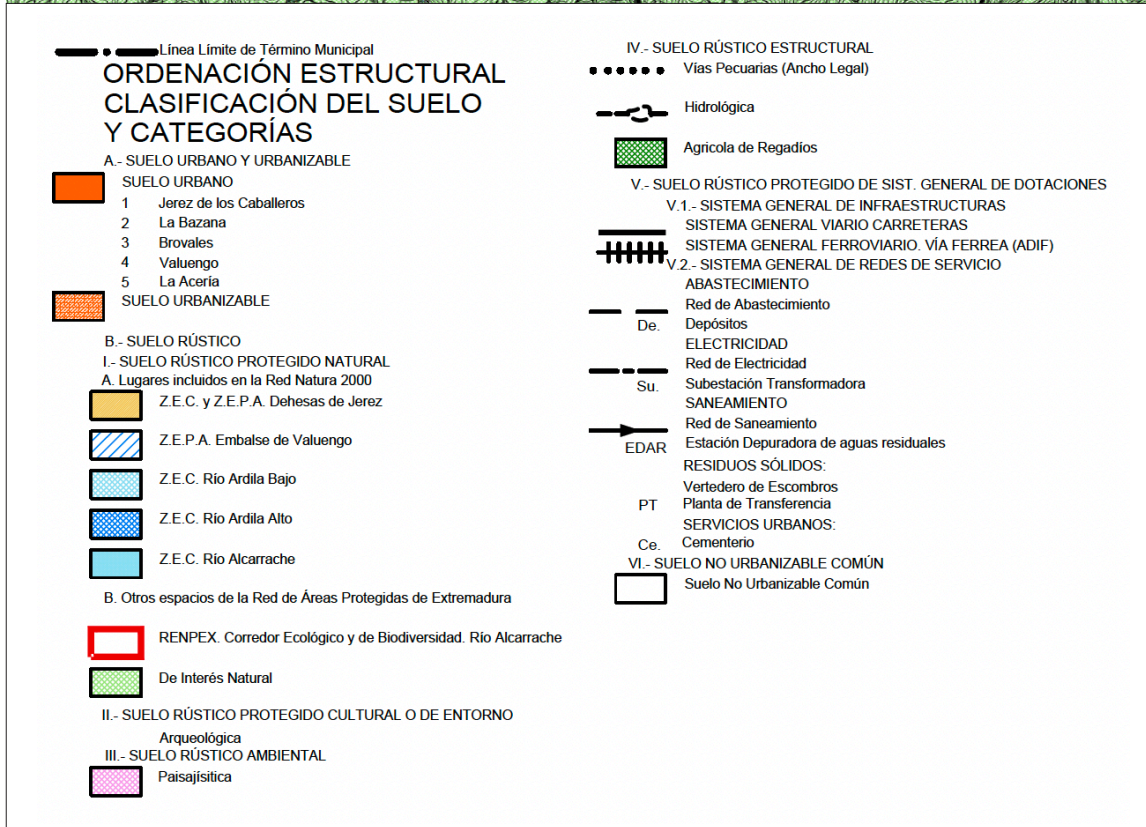 Línea Límite de Término Municipal
ORDENACIÓN ESTRUCTURAL
CLASIFICACIÓN DEL SUELO
Y CATEGORÍAS
A.- SUELO URBANO Y URBANIZABLE
SUELO URBANO
1 Jerez de los Caballeros
2 La Bazana
3 Brovales
4 Valuengo
5 La Acería
SUELO URBANIZABLE
B.- SUELO RÚSTICO
I.- SUELO RÚSTICO PROTEGIDO NATURAL
A. Lugares incluidos en la Red Natura 2000
Z.E.C. y Z.E.P.A. Dehesas de Jerez
Z.E.P.A. Embalse de Valuengo
Z.E.C. Río Ardila Bajo
Z.E.C. Río Ardila Alto
Z.E.C. Río Alcarrache
B. Otros espacios de la Red de Áreas Protegidas de Extremadura
RENPEX. Corredor Ecológico y de Biodiversidad. Río Alcarrache
De Interés Natural
II.- SUELO RÚSTICO PROTEGIDO CULTURAL O DE ENTORNO
Arqueológica
III.- SUELO RÚSTICO AMBIENTAL
Paisajísitica
IV.- SUELO RÚSTICO ESTRUCTURAL
Vías Pecuarias (Ancho Legal)
Hidrológica
Agricola de Regadíos
V.- SUELO RÚSTICO PROTEGIDO DE SIST. GENERAL DE DOTACIONES
V.1.- SISTEMA GENERAL DE INFRAESTRUCTURAS
SISTEMA GENERAL VIARIO CARRETERAS
SISTEMA GENERAL FERROVIARIO. VÍA FERREA (ADIF)
V.2.- SISTEMA GENERAL DE REDES DE SERVICIO
ABASTECIMIENTO
Red de Abastecimiento
De. Depósitos
ELECTRICIDAD
Red de Electricidad
Su. Subestación Transformadora
SANEAMIENTO
Red de Saneamiento
EDAR Estación Depuradora de aguas residuales
RESIDUOS SÓLIDOS:
Vertedero de Escombros
PT Planta de Transferencia
SERVICIOS URBANOS:
Ce. Cementerio
VI.- SUELO NO URBANIZABLE COMÚN
Suelo No Urbanizable Común